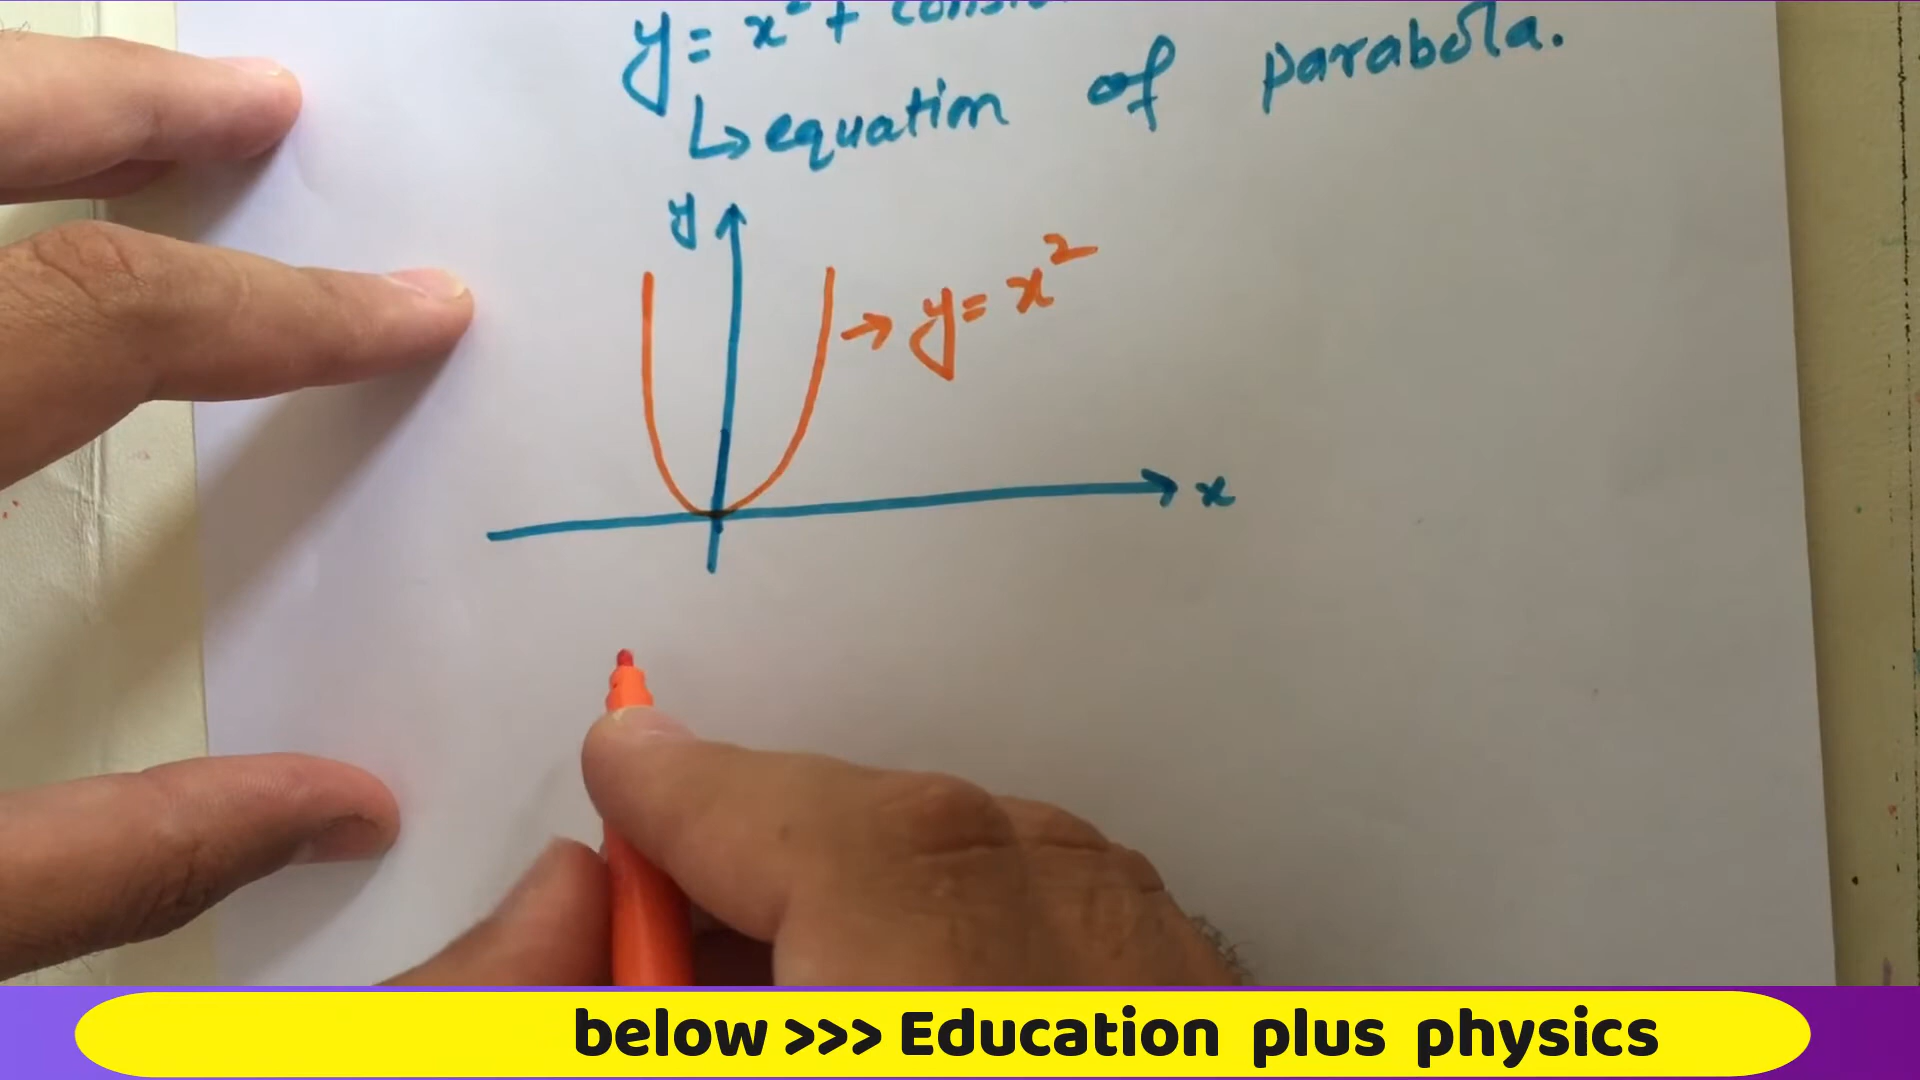 y = x² +
↳ equation of parabola.
y
→ y = x²
x
below >>> Education plus physics